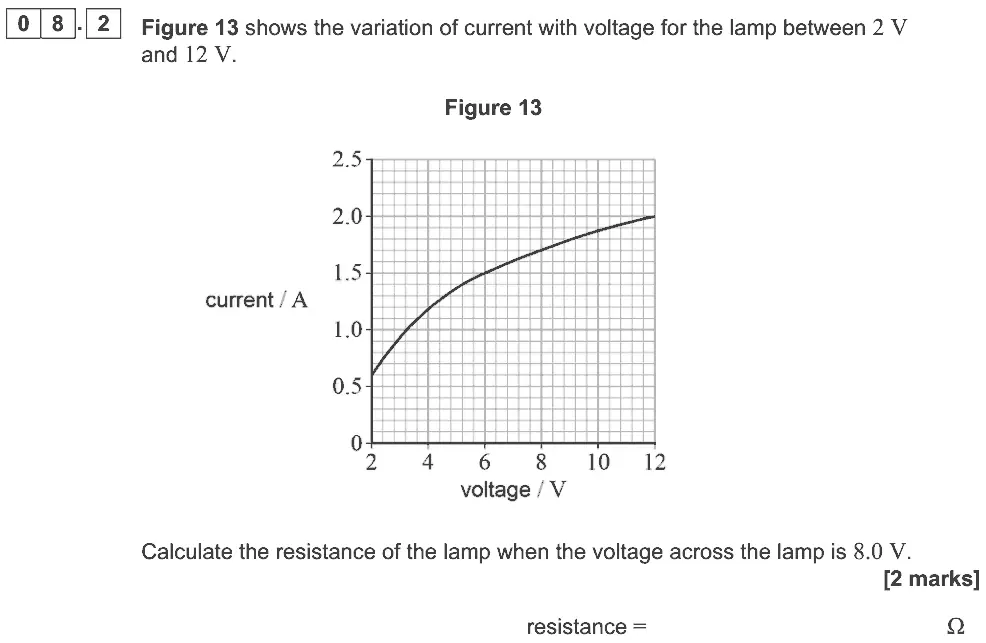 0 8 . 2 Figure 13 shows the variation of current with voltage for the lamp between 2 V
and 12 V.
Figure 13
2.5
2.0
1.5
current / A
1.0
0.5
0
2 4 6 8 10 12
voltage / V
Calculate the resistance of the lamp when the voltage across the lamp is 8.0 V.
[2 marks]
resistance = Ω